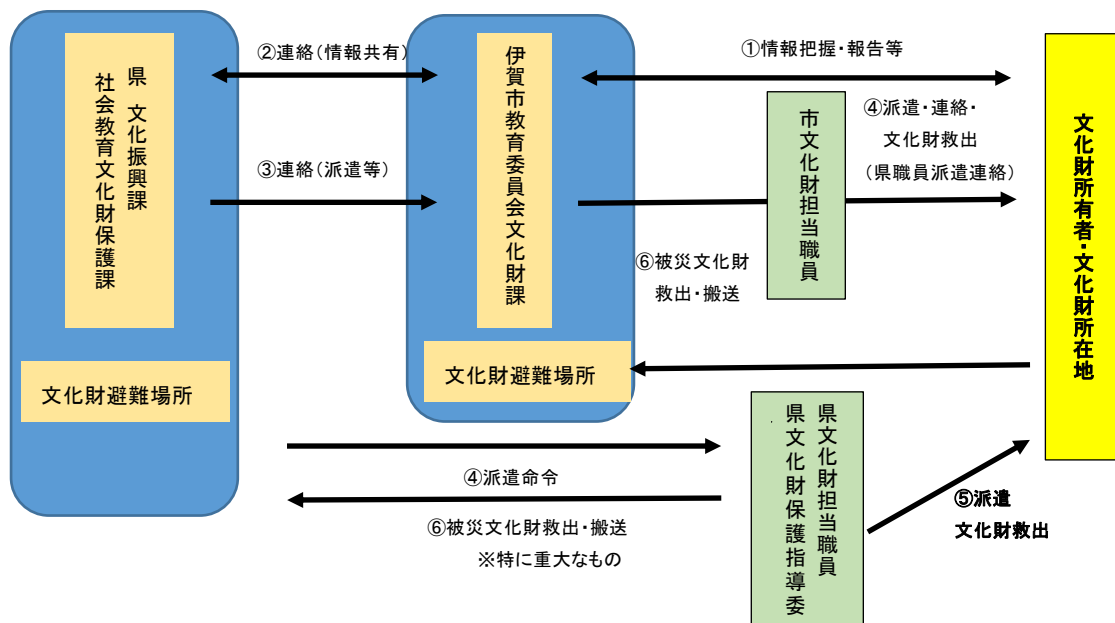 県 文化振興課
社会教育文化財保護課
文化財避難場所
②連絡(情報共有)
③連絡(派遣等)
伊賀市教育委員会文化財課
文化財避難場所
①情報把握・報告等
市文化財担当職員
④派遣・連絡・
文化財救出
(県職員派遣連絡)
⑥被災文化財
救出・搬送
文化財所有者・文化財所在地
④派遣命令
⑥被災文化財救出・搬送
※特に重大なもの
県文化財担当職員
県文化財保護指導委
⑤派遣
文化財救出